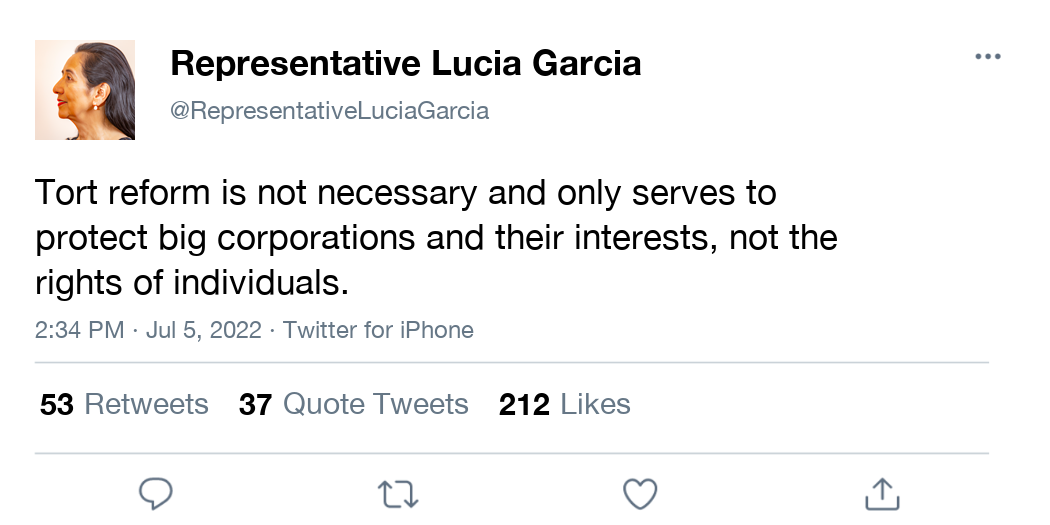 Representative Lucia Garcia
@RepresentativeLuciaGarcia
Tort reform is not necessary and only serves to
protect big corporations and their interests, not the
rights of individuals.
2:34 PM · Jul 5, 2022 · Twitter for iPhone
53 Retweets 37 Quote Tweets 212 Likes